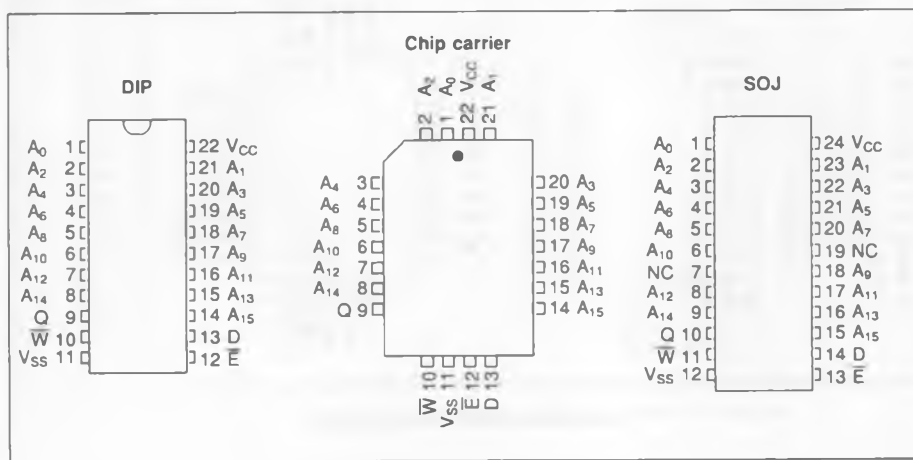 Chip carrier
DIP
SOJ
A₀ 1 22 V_CC
A₂ 2 21 A₁
A₄ 3 20 A₃
A₆ 4 19 A₅
A₈ 5 18 A₇
A₁₀ 6 17 A₉
A₁₂ 7 16 A₁₁
A₁₄ 8 15 A₁₃
Q 9 14 A₁₅
W̅ 10 13 D
V_SS 11 12 E̅
A₂ A₀ V_CC A₁
2 1 22 21
A₄ 3 20 A₃
A₆ 4 19 A₅
A₈ 5 18 A₇
A₁₀ 6 17 A₉
A₁₂ 7 16 A₁₁
A₁₄ 8 15 A₁₃
Q 9 14 A₁₅
10 11 12 13
W̅ V_SS E̅ D
A₀ 1 24 V_CC
A₂ 2 23 A₁
A₄ 3 22 A₃
A₆ 4 21 A₅
A₈ 5 20 A₇
A₁₀ 6 19 NC
NC 7 18 A₉
A₁₂ 8 17 A₁₁
A₁₄ 9 16 A₁₃
Q 10 15 A₁₅
W̅ 11 14 D
V_SS 12 13 E̅